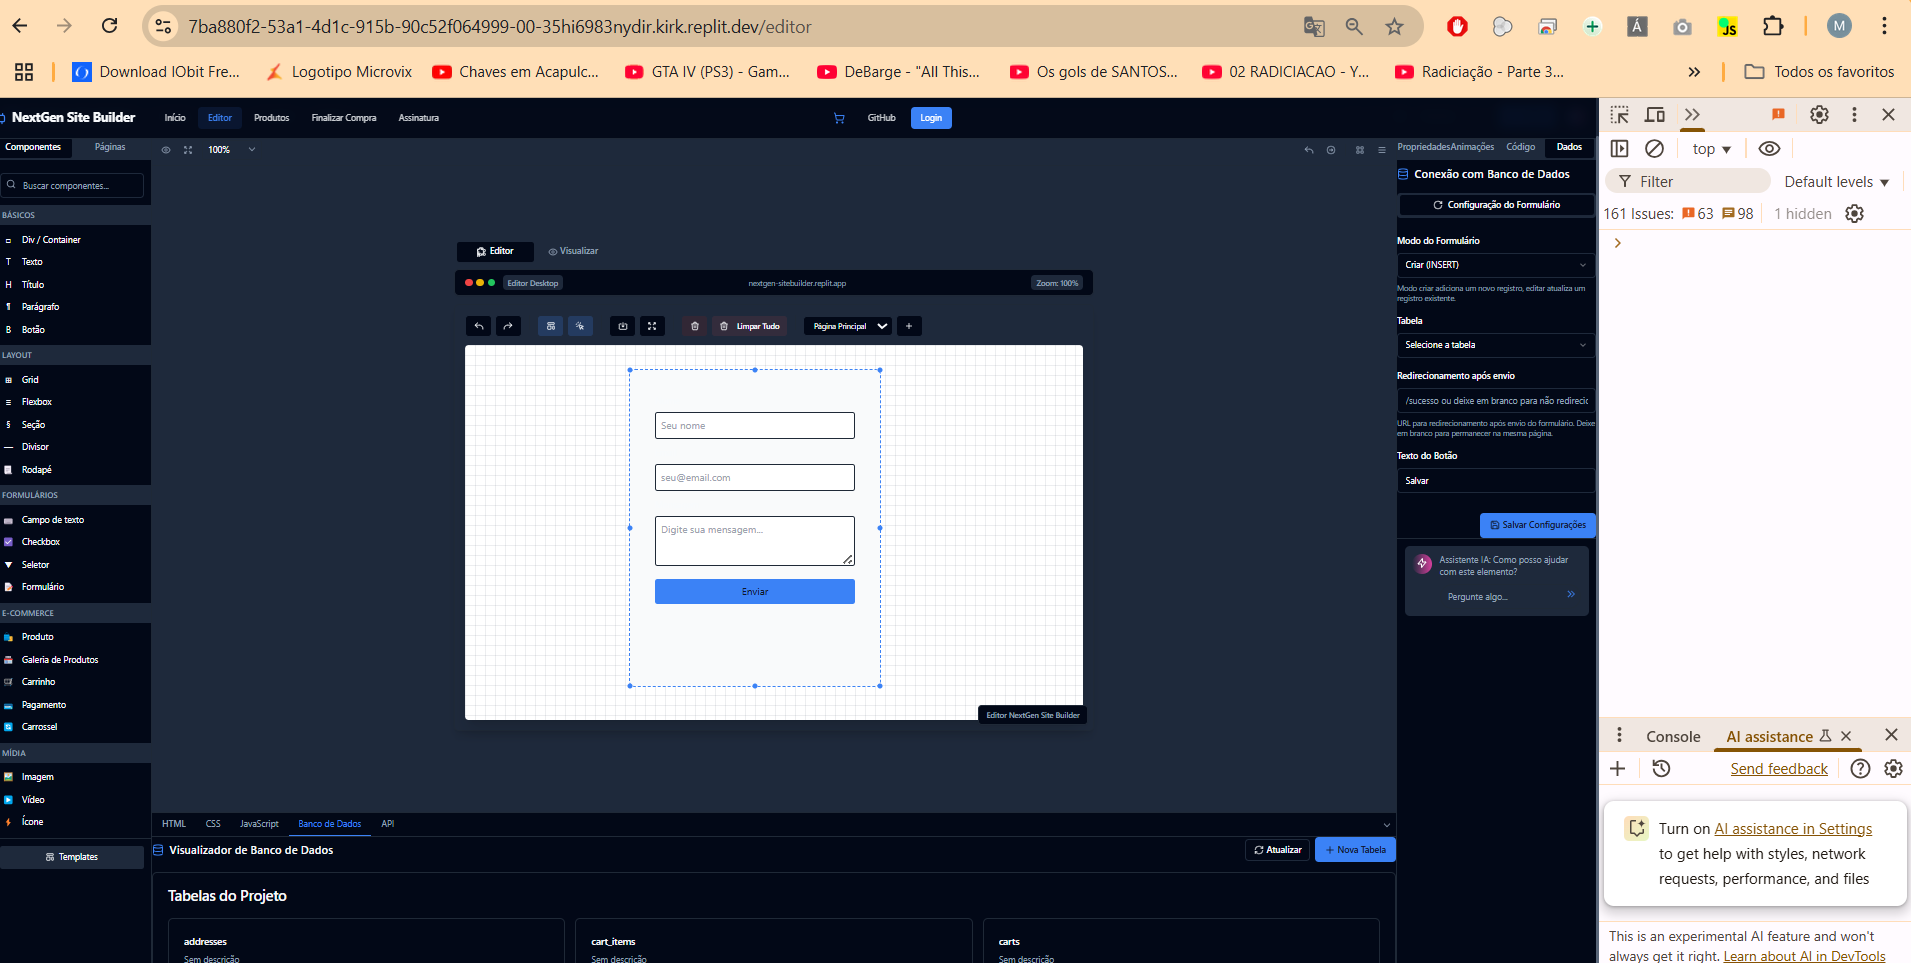 7ba880f2-53a1-4d1c-915b-90c52f064999-00-35hi6983nydir.kirk.replit.dev/editor
M
Download IObit Fre...
Logotipo Microvix
Chaves em Acapulc...
GTA IV (PS3) - Gam...
DeBarge - "All This...
Os gols de SANTOS...
02 RADICIACAO - Y...
Radiciação - Parte 3...
Todos os favoritos
NextGen Site Builder
Início
Editor
Produtos
Finalizar Compra
Assinatura
GitHub
Login
Componentes
Páginas
100%
Buscar componentes...
BÁSICOS
Div / Container
T Texto
H Título
¶ Parágrafo
B Botão
LAYOUT
Grid
Flexbox
§ Seção
Divisor
Rodapé
FORMULÁRIOS
Campo de texto
Checkbox
Seletor
Formulário
E-COMMERCE
Produto
Galeria de Produtos
Carrinho
Pagamento
Carrossel
MÍDIA
Imagem
Vídeo
Ícone
Templates
Editor
Visualizar
Editor Desktop
nextgen-sitebuilder.replit.app
Zoom: 100%
Limpar Tudo
Página Principal
+
Seu nome
seu@email.com
Digite sua mensagem...
Enviar
Editor NextGen Site Builder
HTML
CSS
JavaScript
Banco de Dados
API
Visualizador de Banco de Dados
Atualizar
+ Nova Tabela
Tabelas do Projeto
addresses
Sem descrição
cart_items
Sem descrição
carts
Sem descrição
Propriedades
Animações
Código
Dados
Conexão com Banco de Dados
Configuração do Formulário
Modo do Formulário
Criar (INSERT)
Modo criar adiciona um novo registro, editar atualiza um
registro existente.
Tabela
Selecione a tabela
Redirecionamento após envio
/sucesso ou deixe em branco para não redirecic
URL para redirecionamento após envio do formulário. Deixe
em branco para permanecer na mesma página.
Texto do Botão
Salvar
Salvar Configurações
Assistente IA: Como posso ajudar
com este elemento?
Pergunte algo...
top
Filter
Default levels
161 Issues: 63 98
1 hidden
Console
AI assistance
Send feedback
Turn on AI assistance in Settings
to get help with styles, network
requests, performance, and files
This is an experimental AI feature and won't
always get it right. Learn about AI in DevTools